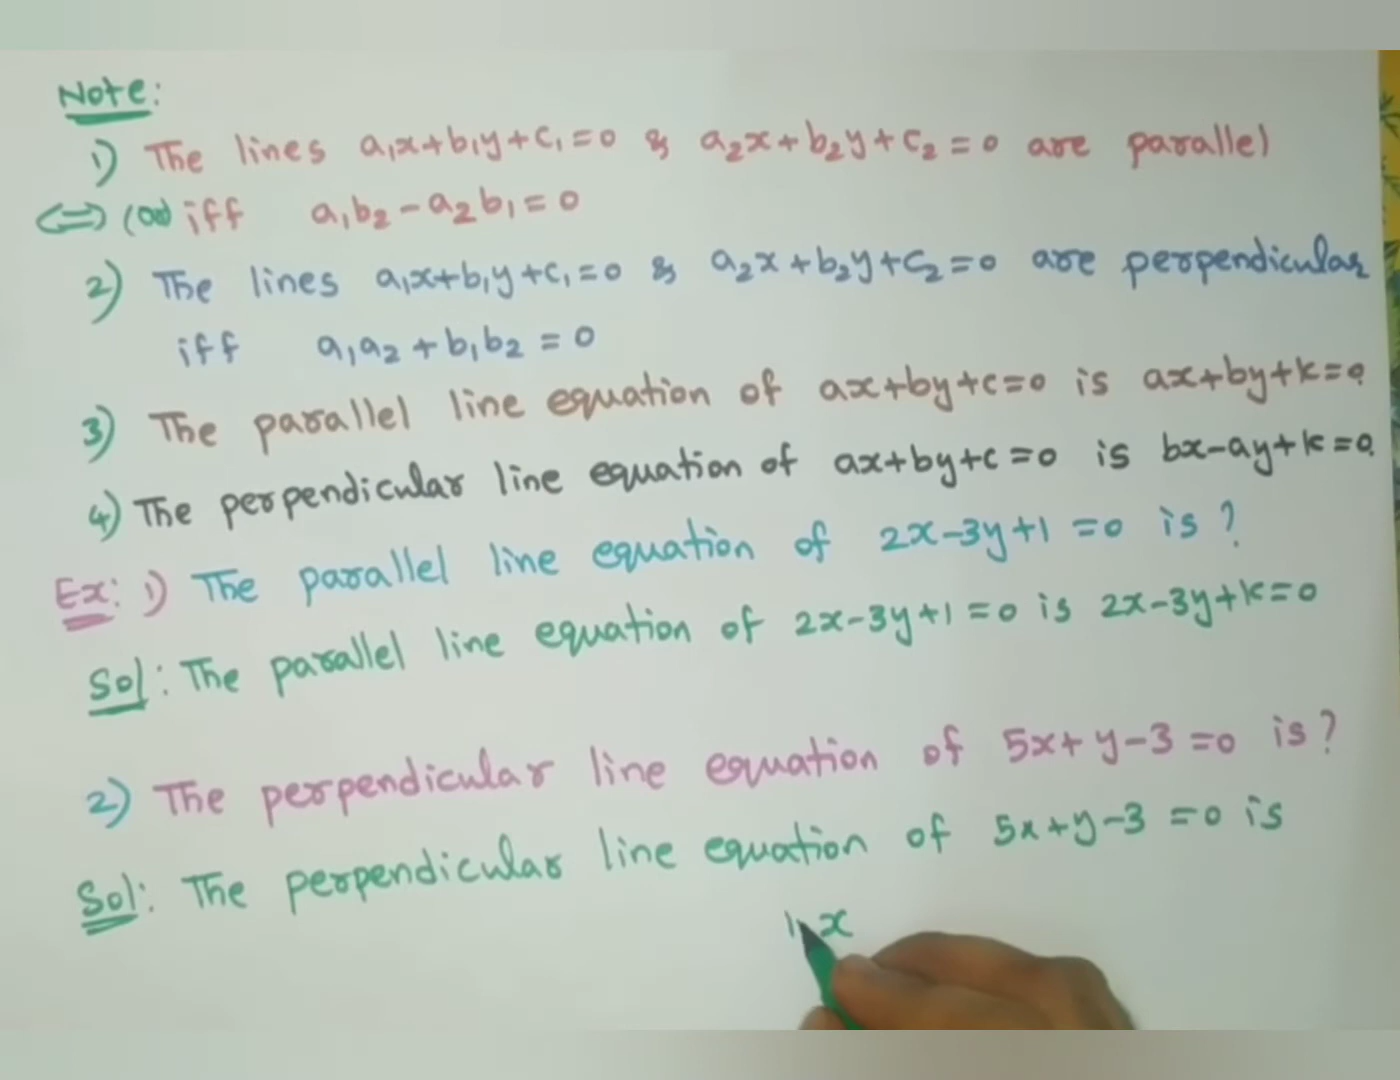 Note:
1) The lines a₁x+b₁y+c₁=0 & a₂x+b₂y+c₂=0 are parallel
⇔ (or) iff a₁b₂-a₂b₁=0
2) The lines a₁x+b₁y+c₁=0 & a₂x+b₂y+c₂=0 are perpendicular
iff a₁a₂+b₁b₂=0
3) The parallel line equation of ax+by+c=0 is ax+by+k=0.
4) The perpendicular line equation of ax+by+c=0 is bx-ay+k=0.
Ex: 1) The parallel line equation of 2x-3y+1=0 is?
Sol: The parallel line equation of 2x-3y+1=0 is 2x-3y+k=0
2) The perpendicular line equation of 5x+y-3=0 is?
Sol: The perpendicular line equation of 5x+y-3=0 is